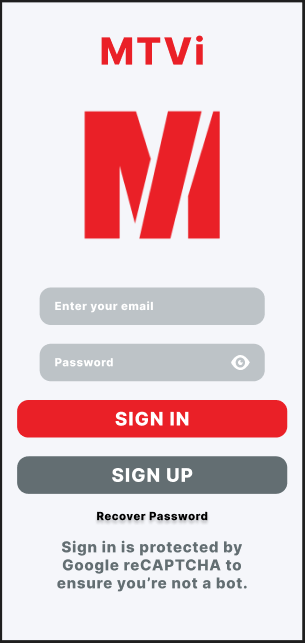 MTVi
Enter your email
Password
SIGN IN
SIGN UP
Recover Password
Sign in is protected by
Google reCAPTCHA to
ensure you're not a bot.